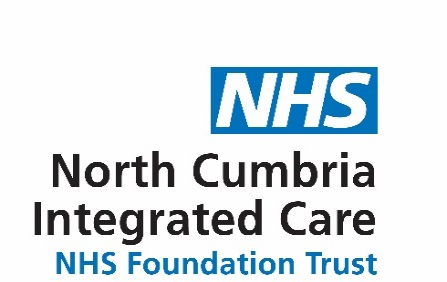 NHS
North Cumbria
Integrated Care
NHS Foundation Trust